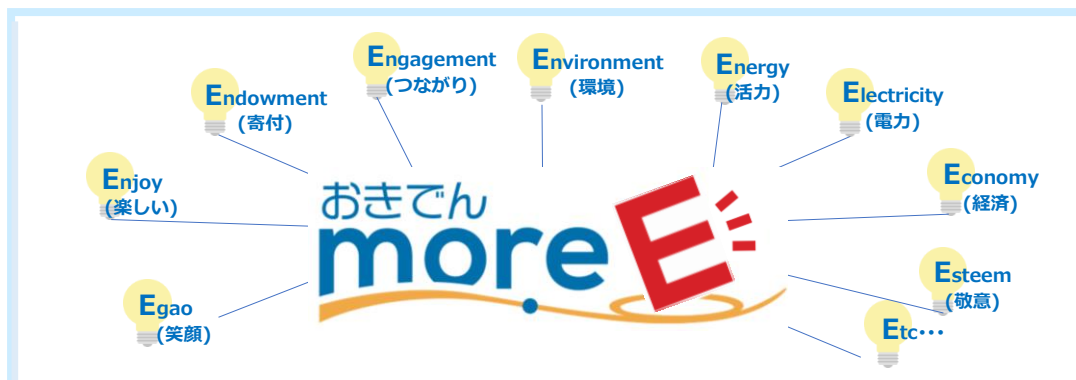 Engagement
(つながり)
Environment
(環境)
Energy
(活力)
Endowment
(寄付)
Electricity
(電力)
Enjoy
(楽しい)
Economy
(経済)
おきでん
more E
Egao
(笑顔)
Esteem
(敬意)
Etc･･･